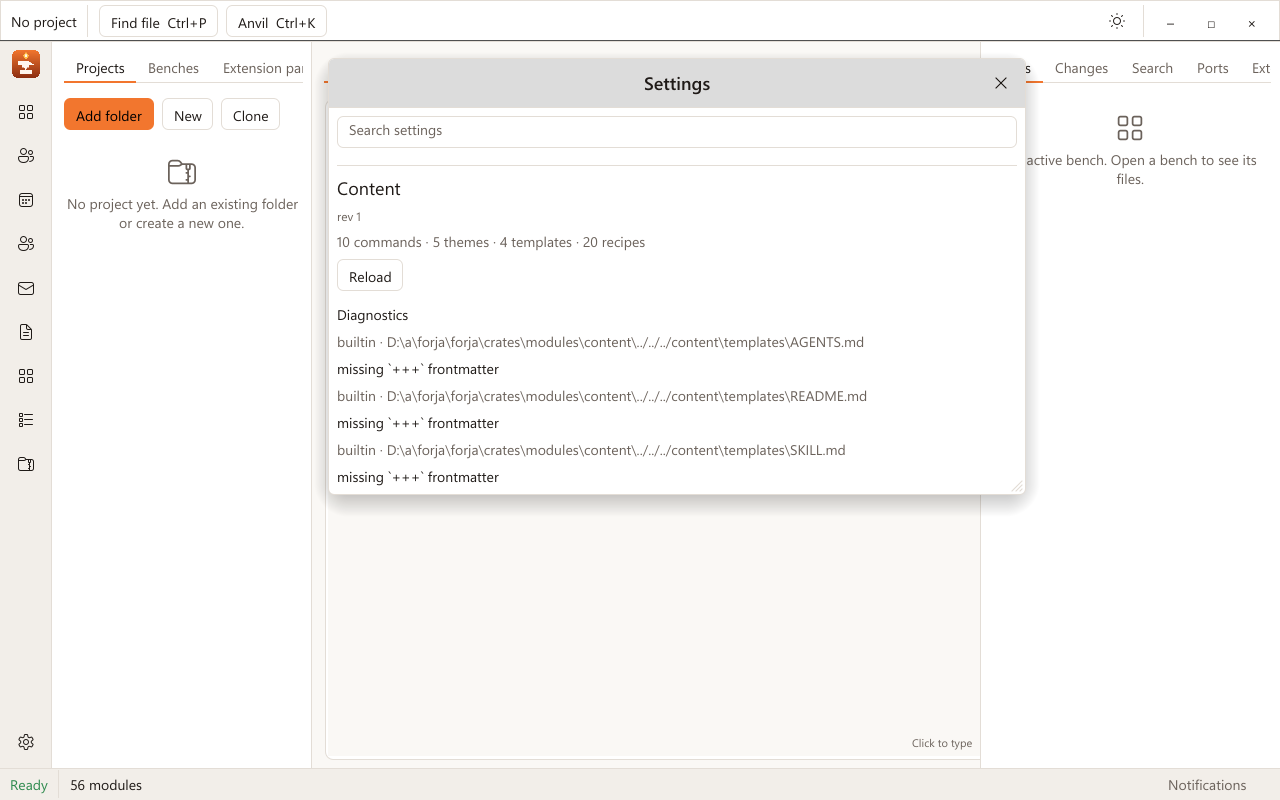 No project
Find file Ctrl+P
Anvil Ctrl+K
Projects
Benches
Extension par
Add folder
New
Clone
No project yet. Add an existing folder
or create a new one.
Settings
Search settings
Content
rev 1
10 commands · 5 themes · 4 templates · 20 recipes
Reload
Diagnostics
builtin · D:\a\forja\forja\crates\modules\content\../../../content\templates\AGENTS.md
missing `+++` frontmatter
builtin · D:\a\forja\forja\crates\modules\content\../../../content\templates\README.md
missing `+++` frontmatter
builtin · D:\a\forja\forja\crates\modules\content\../../../content\templates\SKILL.md
missing `+++` frontmatter
Changes
Search
Ports
Ext
active bench. Open a bench to see its
files.
Click to type
Ready
56 modules
Notifications